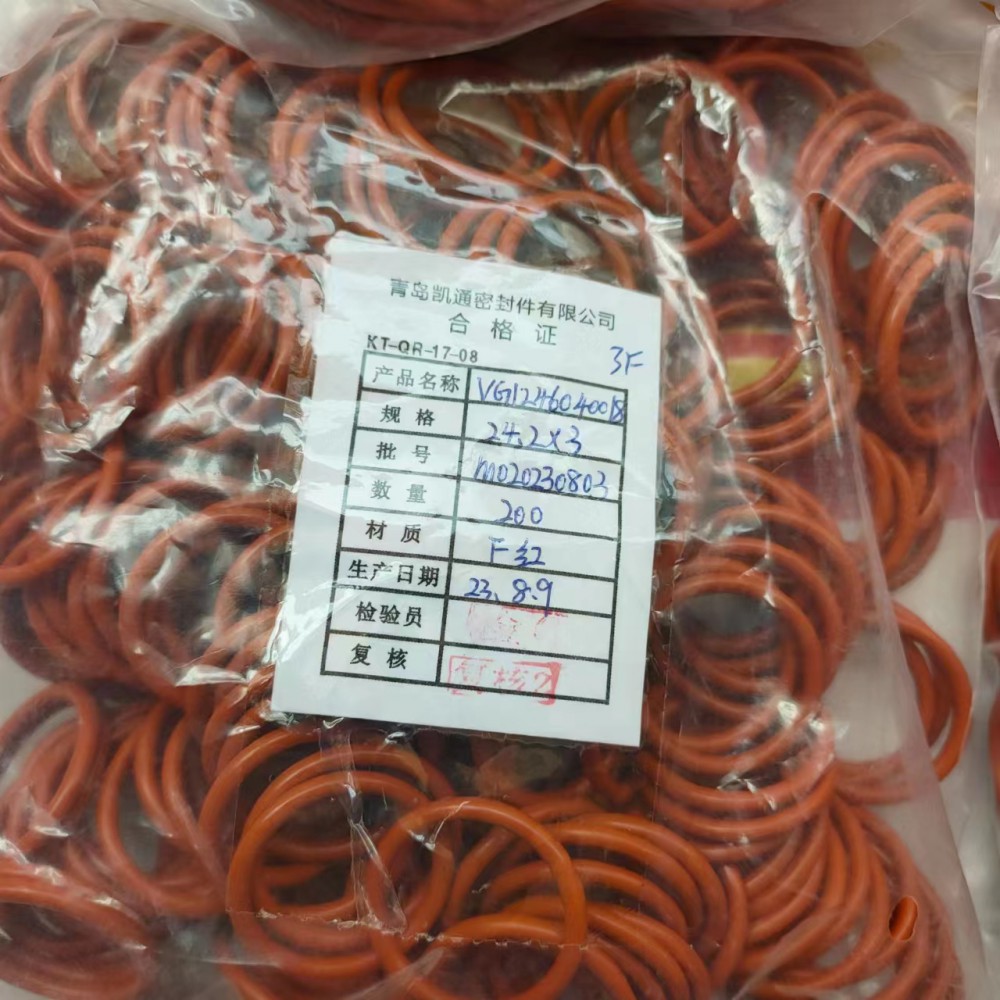 青岛凯通密封件有限公司
合格证
KT-QR-17-08
3F
产品名称 VG1246040018
规格 24.2×3
批号 M020230803
数量 200
材质 F红
生产日期 23.8.9
检验员
复核